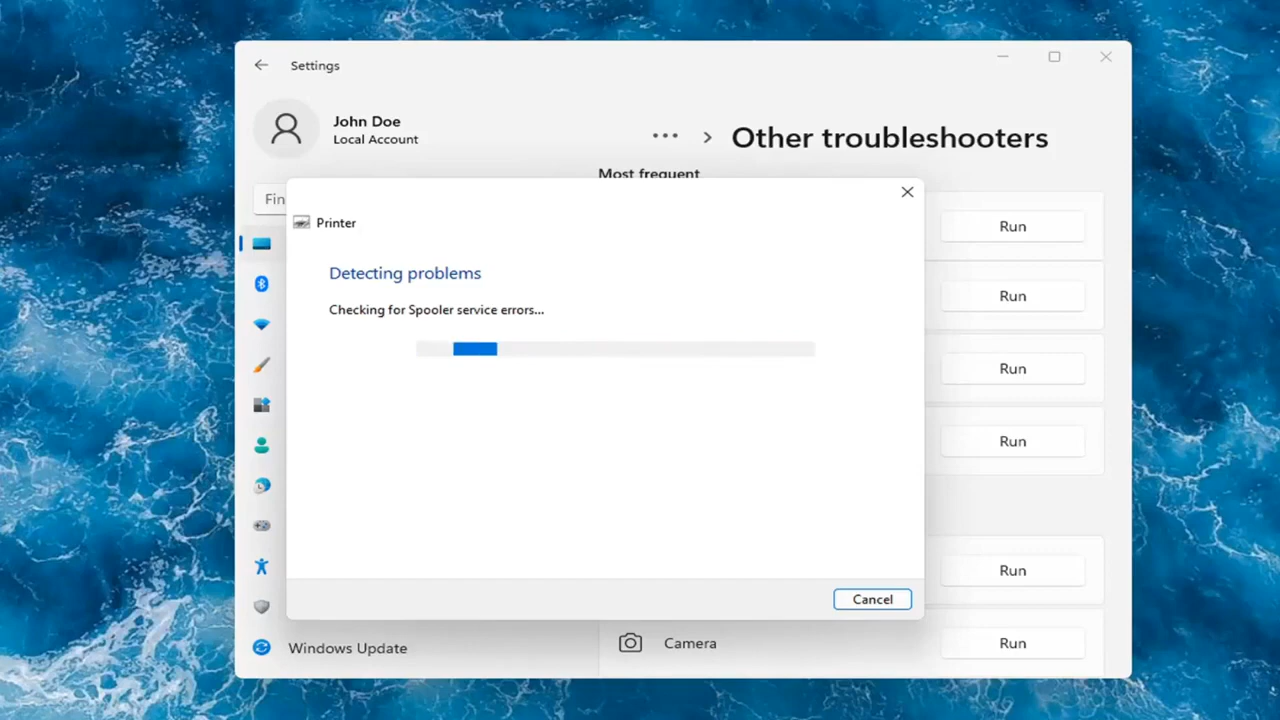 Settings
John Doe
Local Account
Other troubleshooters
Most frequent
Fin
Printer
Detecting problems
Checking for Spooler service errors...
Cancel
Run
Run
Run
Run
Run
Windows Update
Camera
Run